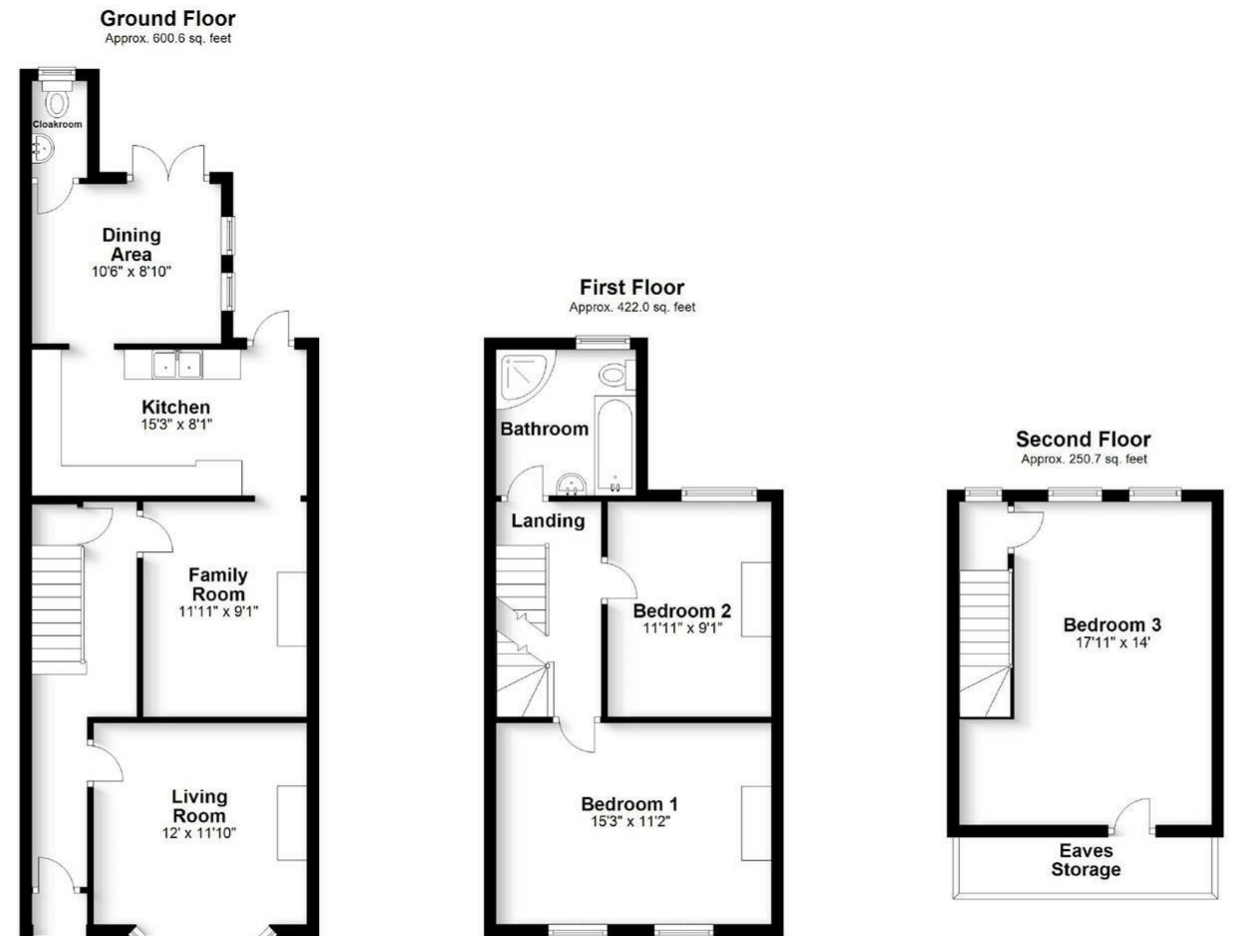 Ground Floor
Approx. 600.6 sq. feet
Cloakroom
Dining
Area
10'6" x 8'10"
Kitchen
15'3" x 8'1"
Family
Room
11'11" x 9'1"
Living
Room
12' x 11'10"
First Floor
Approx. 422.0 sq. feet
Bathroom
Landing
Bedroom 2
11'11" x 9'1"
Bedroom 1
15'3" x 11'2"
Second Floor
Approx. 250.7 sq. feet
Bedroom 3
17'11" x 14'
Eaves
Storage